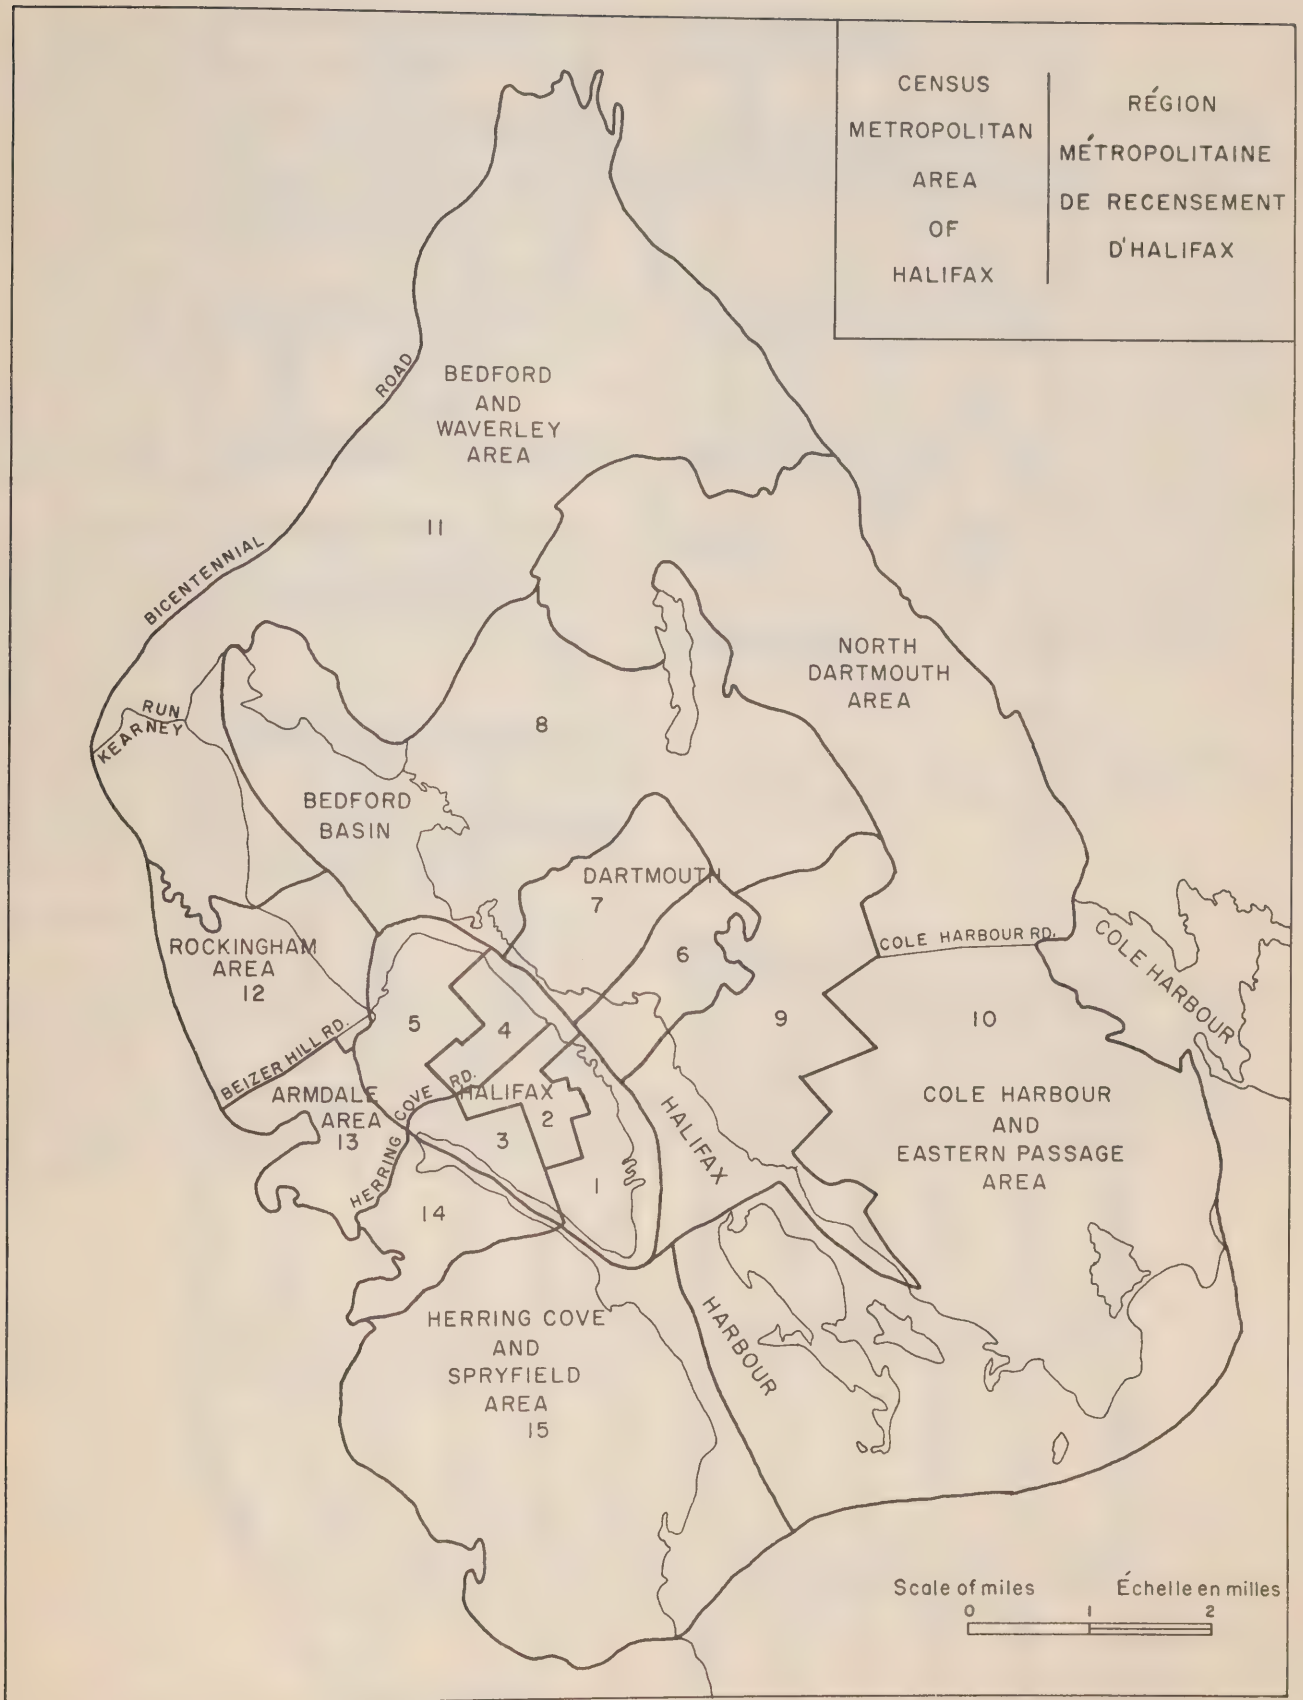 CENSUS
METROPOLITAN
AREA
OF
HALIFAX
RÉGION
MÉTROPOLITAINE
DE RECENSEMENT
D'HALIFAX
BICENTENNIAL
ROAD
BEDFORD
AND
WAVERLEY
AREA
11
NORTH
DARTMOUTH
AREA
RUN
KEARNEY
8
BEDFORD
BASIN
DARTMOUTH
7
6
ROCKINGHAM
AREA
12
COLE HARBOUR RD.
COLE HARBOUR
5
4
9
10
BEIZER HILL RD.
ARMDALE
AREA
13
HERRING COVE RD.
HALIFAX
2
3
1
14
HALIFAX
HARBOUR
COLE HARBOUR
AND
EASTERN PASSAGE
AREA
HERRING COVE
AND
SPRYFIELD
AREA
15
Scale of miles
Échelle en milles
0 1 2